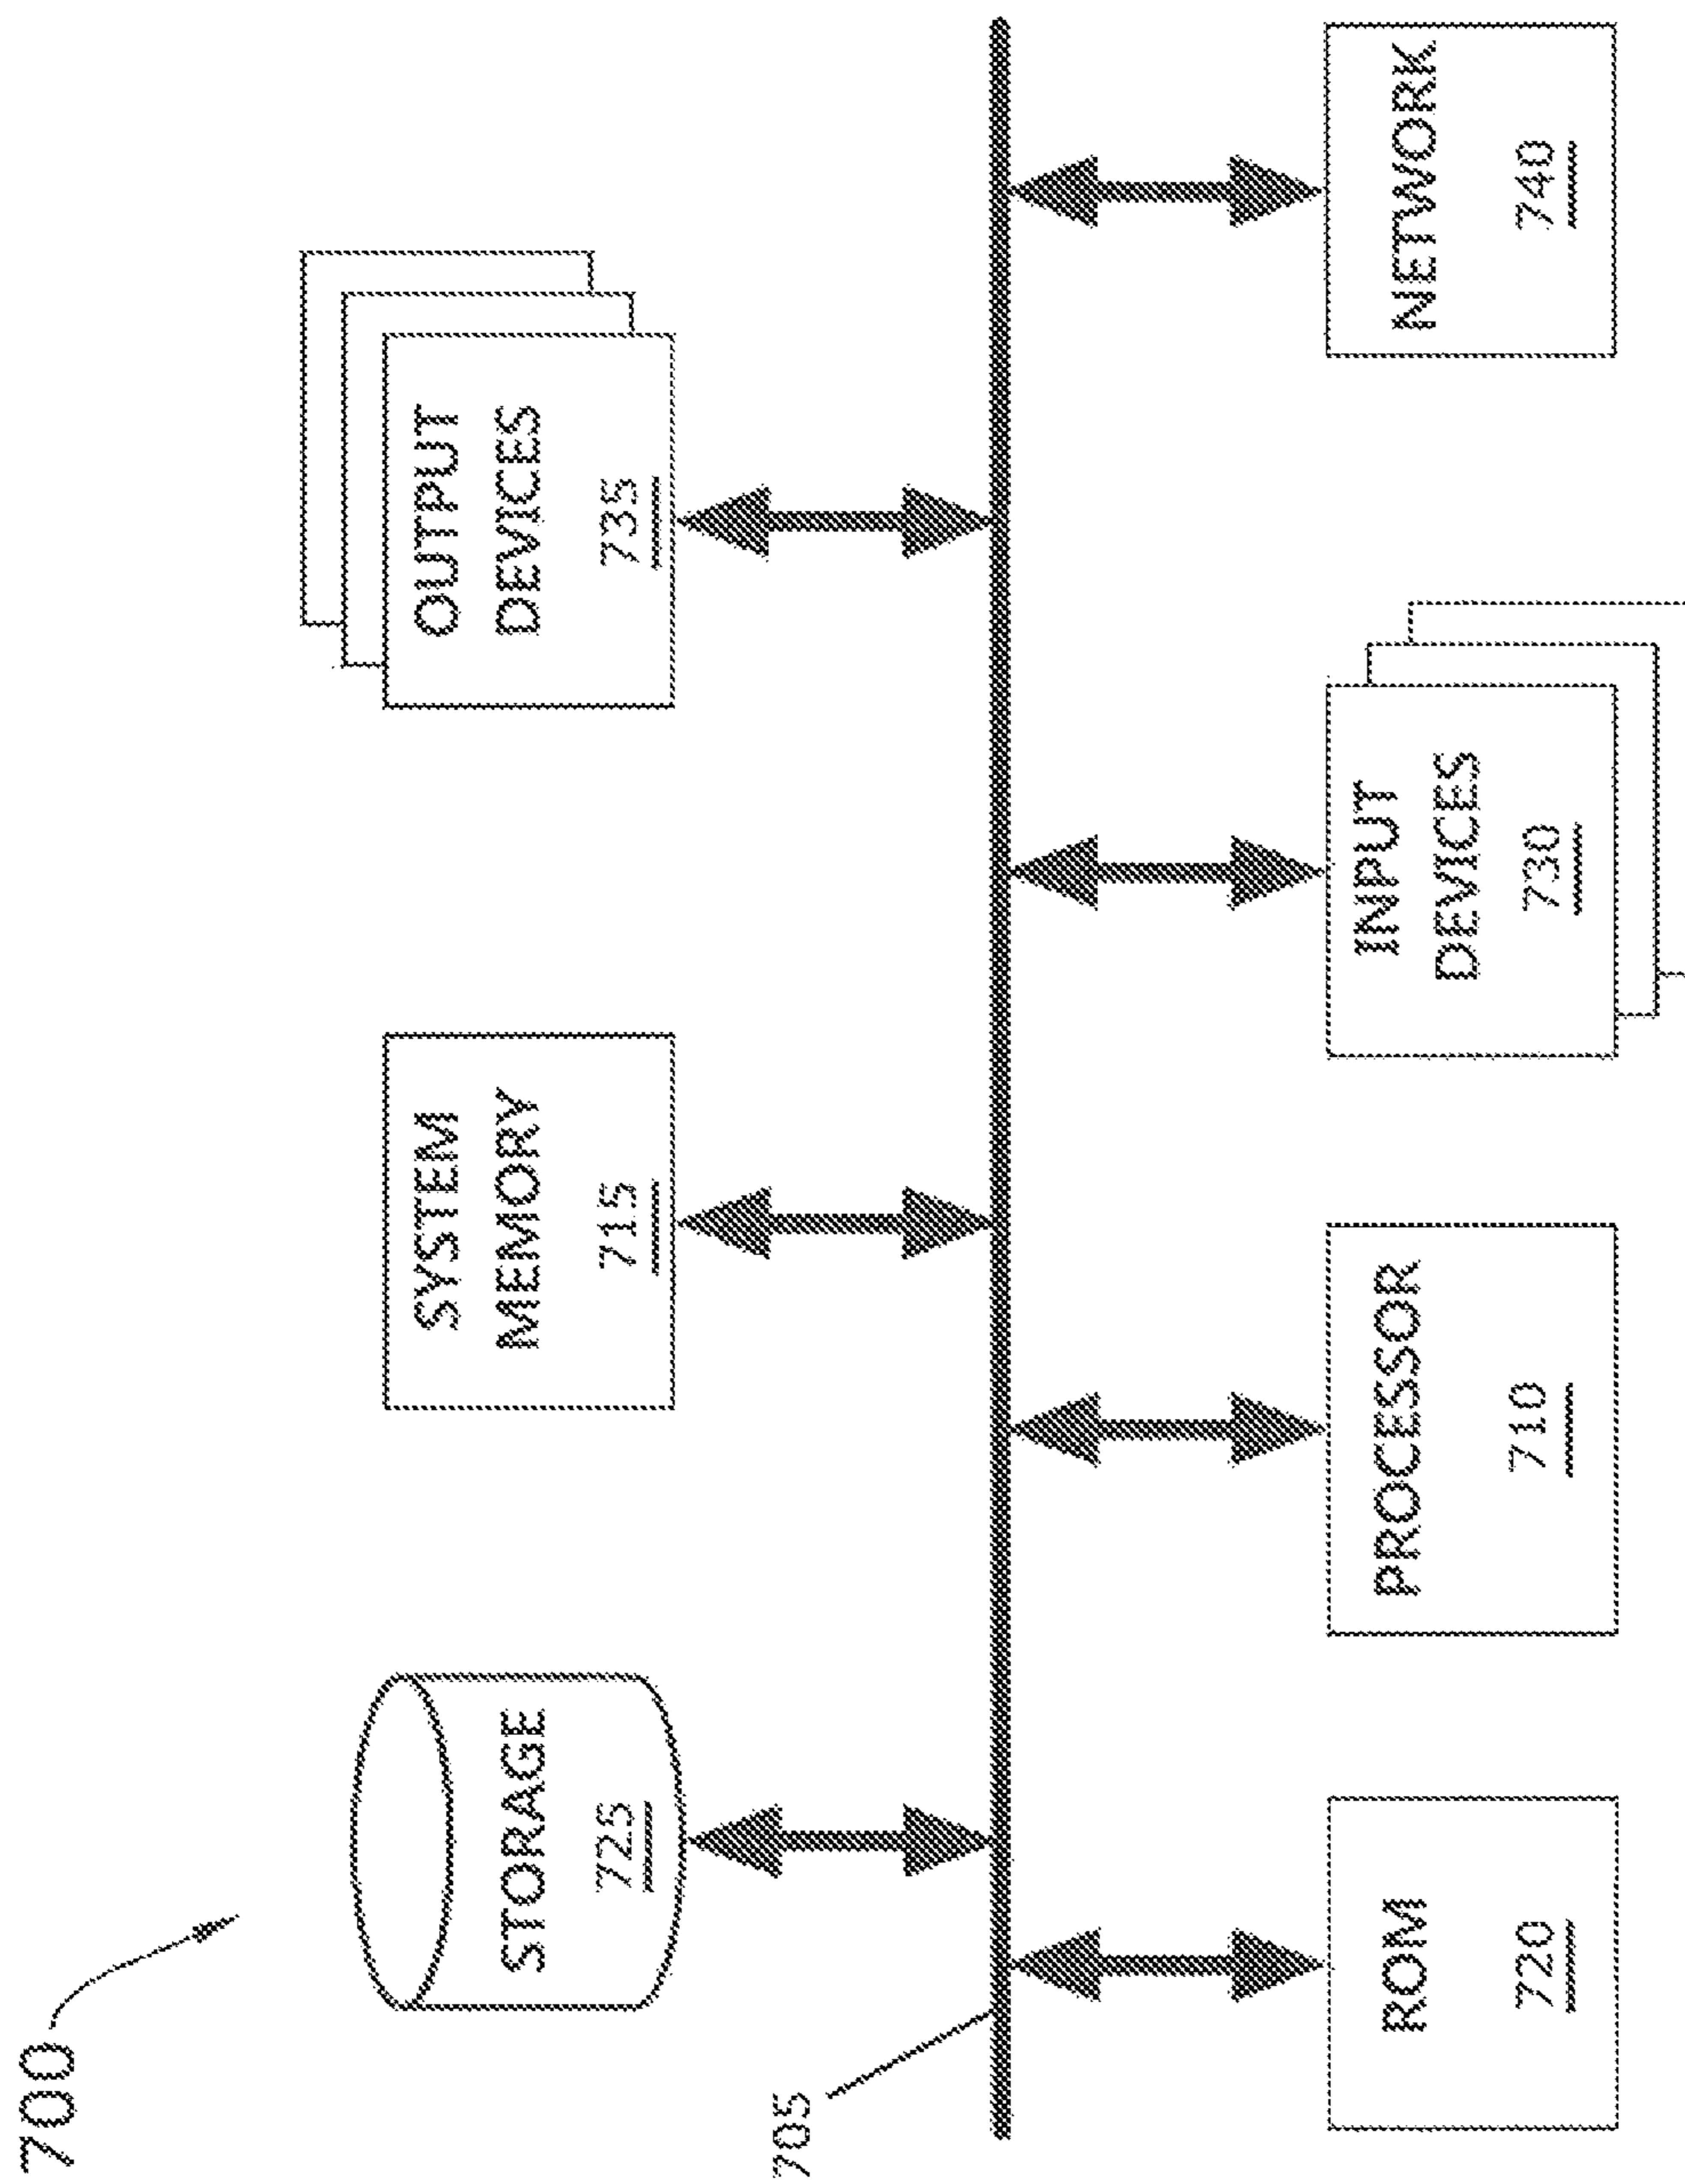 700
STORAGE
725
SYSTEM
MEMORY
715
OUTPUT
DEVICES
735
705
ROM
720
PROCESSOR
710
INPUT
DEVICES
730
NETWORK
740